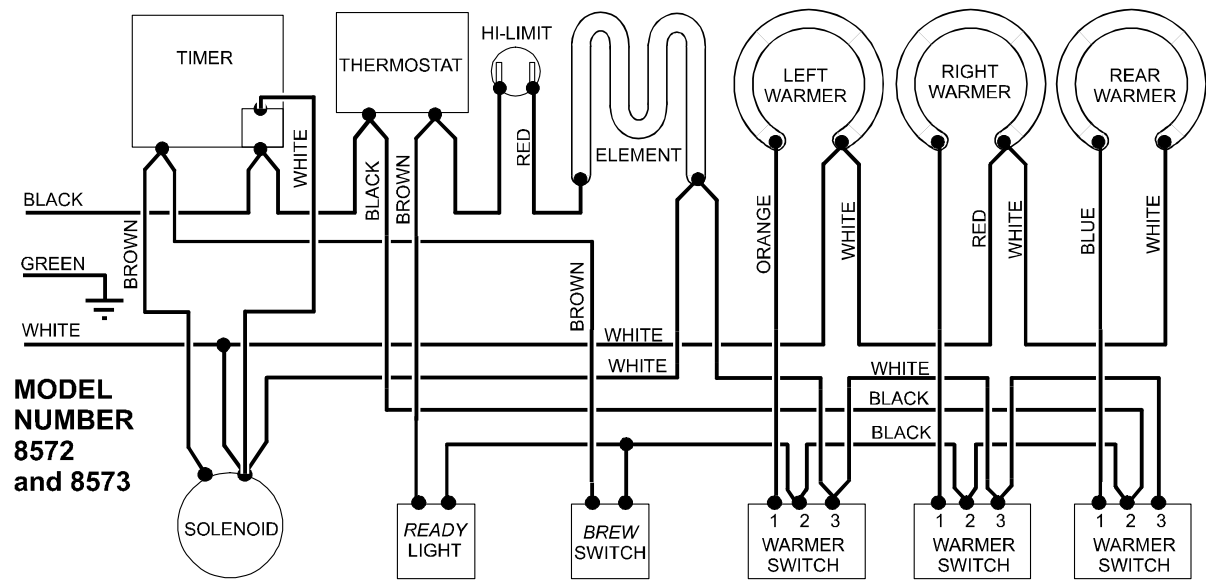 TIMER
THERMOSTAT
HI-LIMIT
ELEMENT
LEFT
WARMER
RIGHT
WARMER
REAR
WARMER
WHITE
BLACK
BROWN
RED
BLACK
ORANGE
WHITE
RED
WHITE
BLUE
WHITE
BROWN
GREEN
BROWN
WHITE
WHITE
WHITE
WHITE
BLACK
BLACK
MODEL
NUMBER
8572
and 8573
SOLENOID
READY
LIGHT
BREW
SWITCH
1 2 3
WARMER
SWITCH
1 2 3
WARMER
SWITCH
1 2 3
WARMER
SWITCH